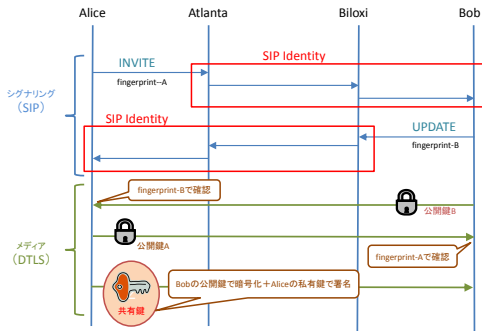 Alice
Atlanta
Biloxi
Bob
INVITE
SIP Identity
fingerprint--A
シグナリング
(SIP)
SIP Identity
UPDATE
fingerprint-B
fingerprint-Bで確認
公開鍵B
公開鍵A
メディア
(DTLS)
fingerprint-Aで確認
Bobの公開鍵で暗号化＋Aliceの私有鍵で署名
共有鍵